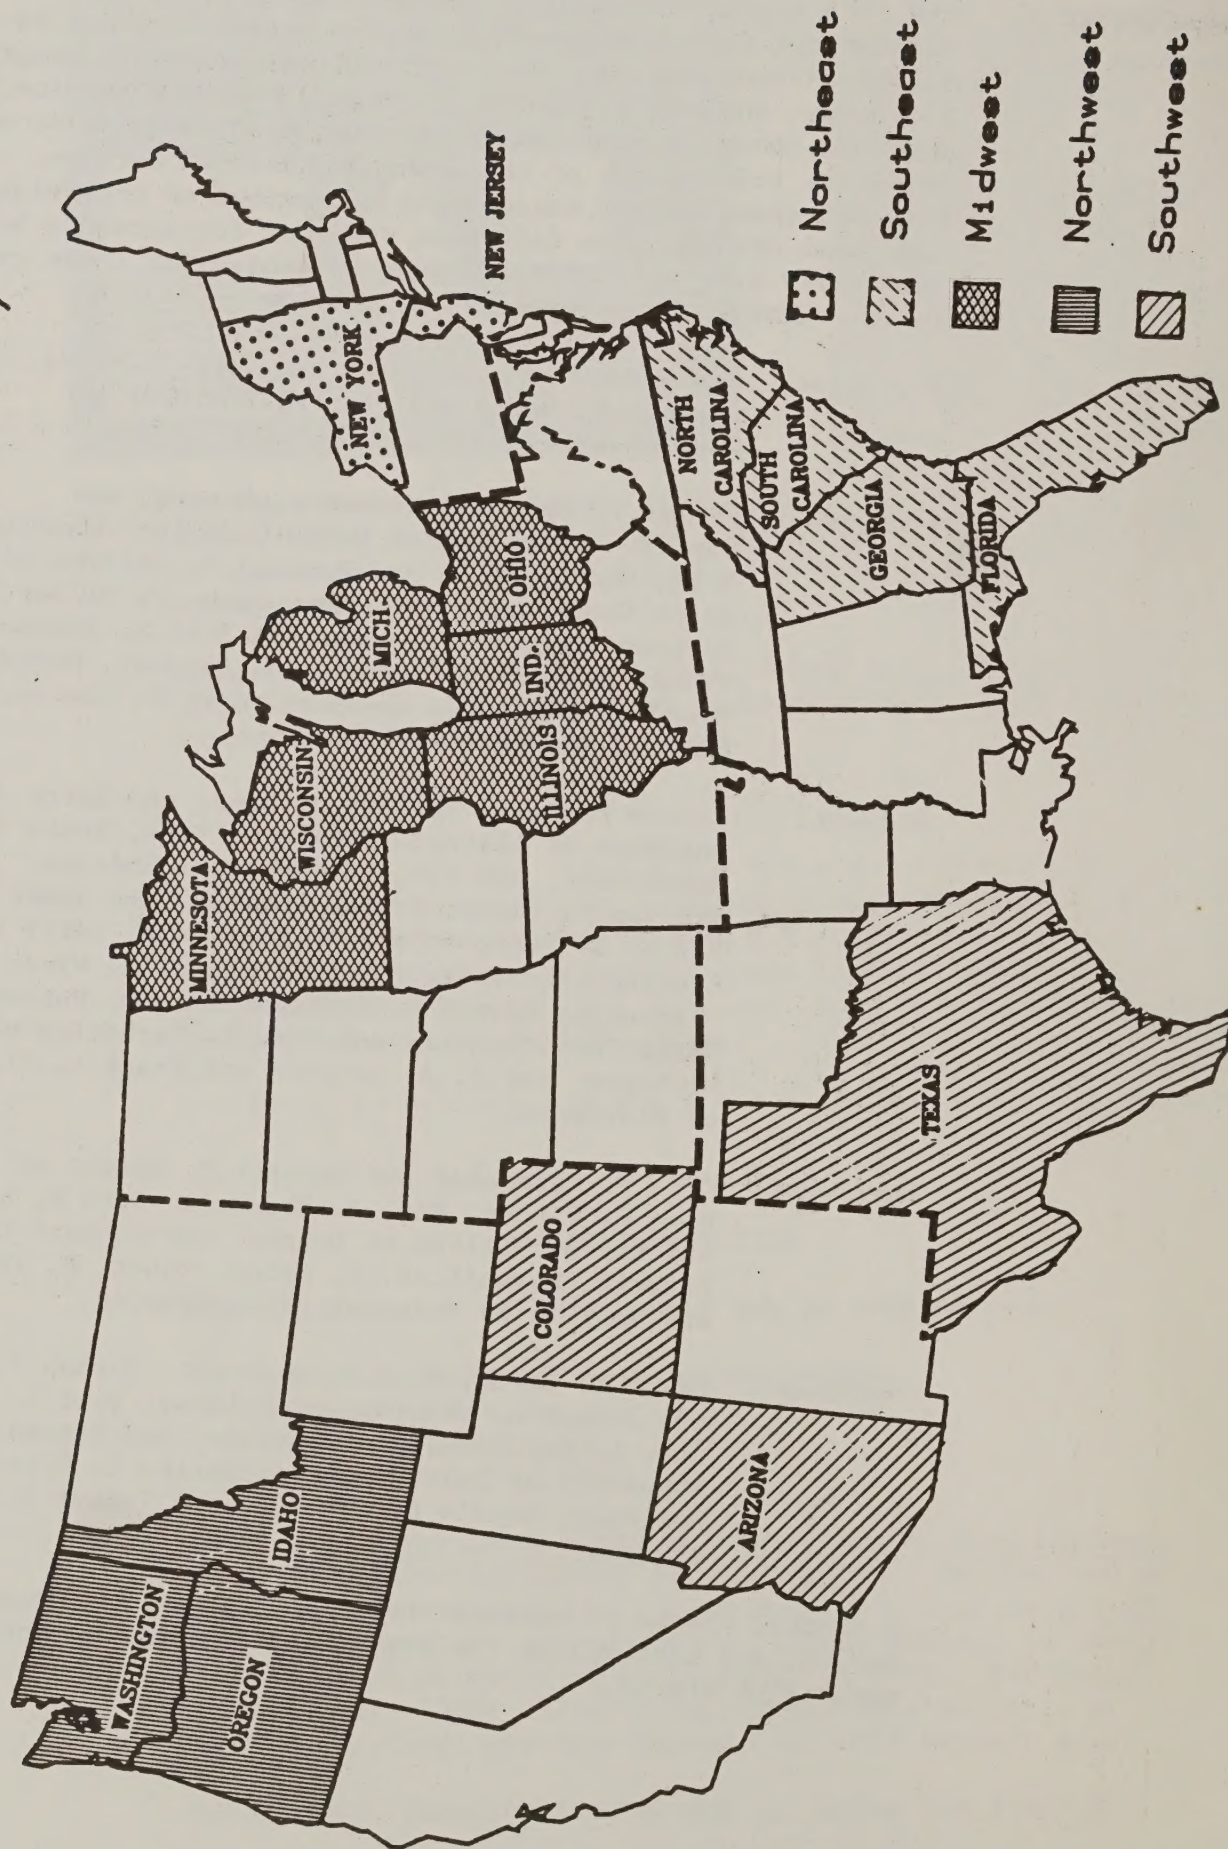 WASHINGTON
OREGON
IDAHO
ARIZONA
COLORADO
TEXAS
MINNESOTA
WISCONSIN
ILLINOIS
MICH.
IND.
OHIO
NEW YORK
NEW JERSEY
NORTH
CAROLINA
SOUTH
CAROLINA
GEORGIA
FLORIDA
Northeast
Southeast
Midwest
Northwest
Southwest